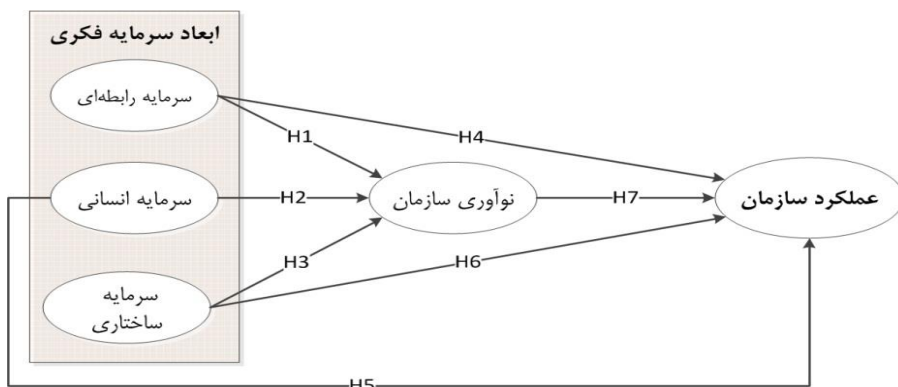 ابعاد سرمایه فکری
سرمایه رابطه‌ای
H1
H4
سرمایه انسانی
H2
نوآوری سازمان
H7
عملکرد سازمان
H3
H6
سرمایه
ساختاری
H5